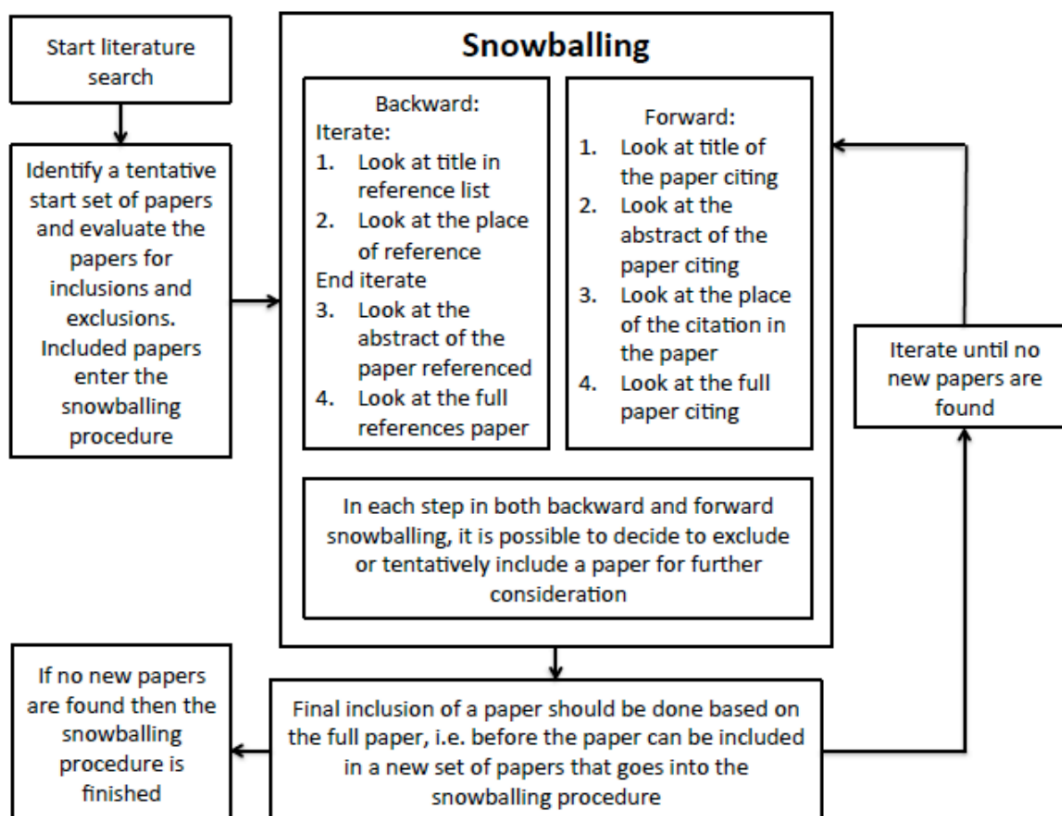 Start literature
search
Identify a tentative
start set of papers
and evaluate the
papers for
inclusions and
exclusions.
Included papers
enter the
snowballing
procedure
Snowballing
Backward:
Iterate:
1. Look at title in
reference list
2. Look at the place
of reference
End iterate
3. Look at the
abstract of the
paper referenced
4. Look at the full
references paper
Forward:
1. Look at title of
the paper citing
2. Look at the
abstract of the
paper citing
3. Look at the place
of the citation in
the paper
4. Look at the full
paper citing
In each step in both backward and forward
snowballing, it is possible to decide to exclude
or tentatively include a paper for further
consideration
Iterate until no
new papers are
found
Final inclusion of a paper should be done based on
the full paper, i.e. before the paper can be included
in a new set of papers that goes into the
snowballing procedure
If no new papers
are found then the
snowballing
procedure is
finished